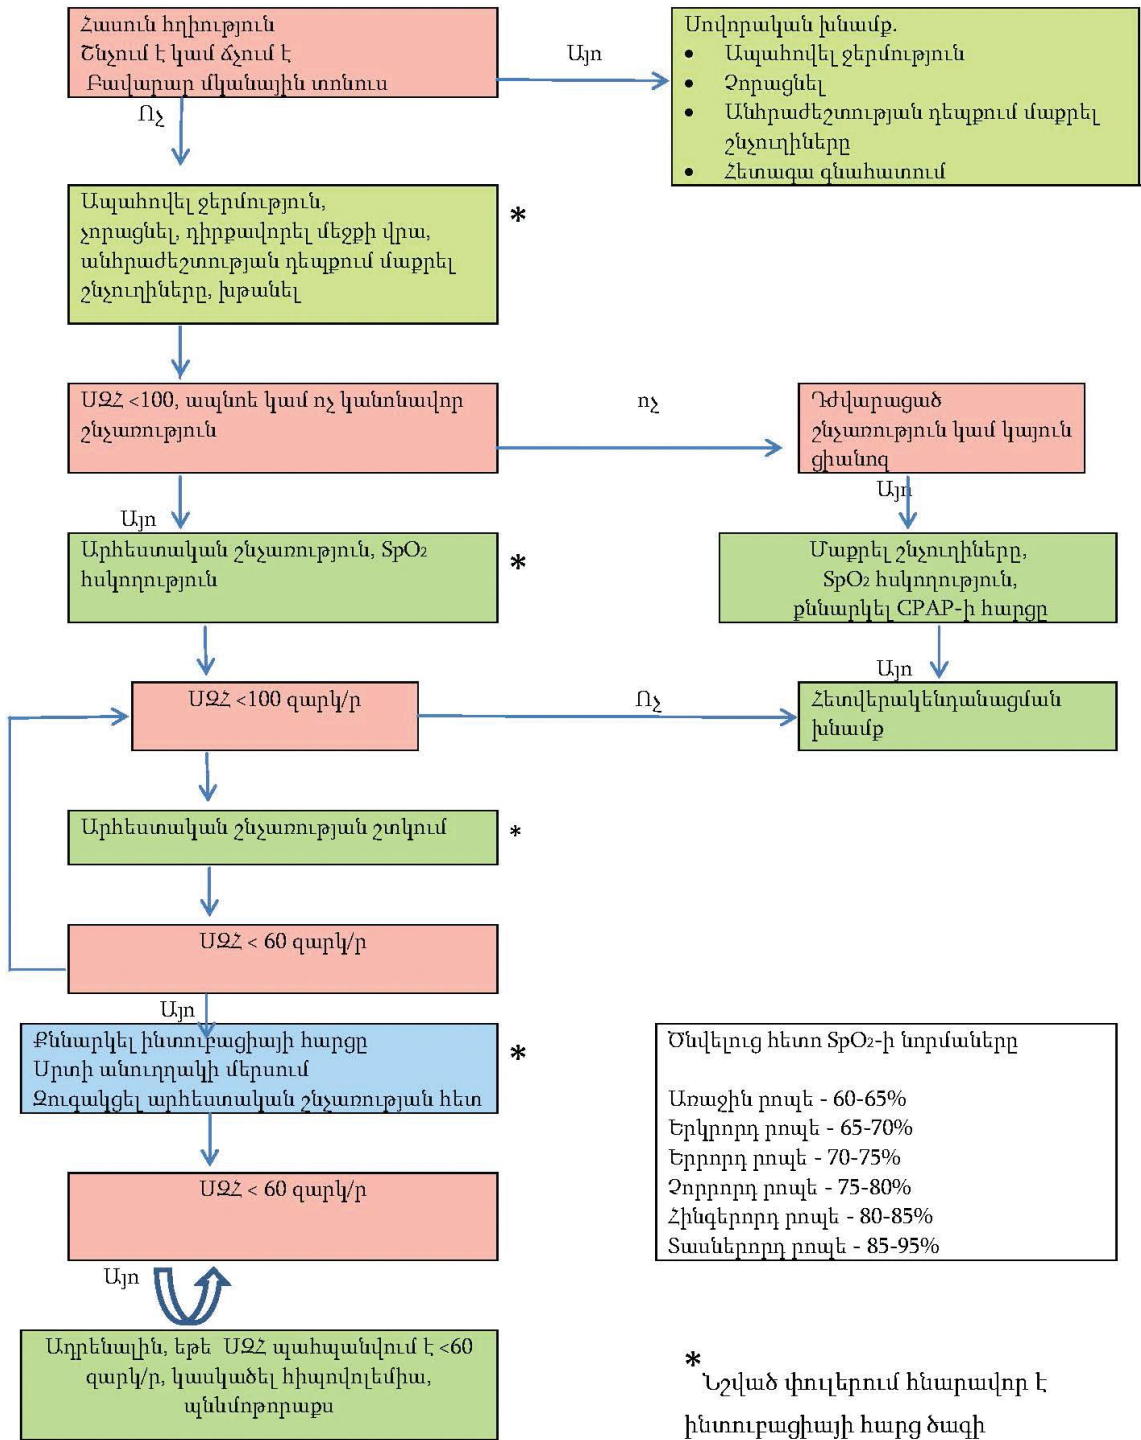 Հասուն հղիություն
Շնչում է կամ ճչում է
Բավարար մկանային տոնուս
Այո
Սովորական խնամք.
• Ապահովել ջերմություն
• Չորացնել
• Անհրաժեշտության դեպքում մաքրել
շնչուղիները
• Հետագա գնահատում
Ոչ
Ապահովել ջերմություն,
չորացնել, դիրքավորել մեջքի վրա,
անհրաժեշտության դեպքում մաքրել
շնչուղիները, խթանել
*
ՍԶՀ <100, ապնոե կամ ոչ կանոնավոր
շնչառություն
ոչ
Դժվարացած
շնչառություն կամ կայուն
ցիանոզ
Այո
Այո
Արհեստական շնչառություն, SpO2
հսկողություն
*
Մաքրել շնչուղիները,
SpO2 հսկողություն,
քննարկել CPAP-ի հարցը
Այո
ՍԶՀ <100 զարկ/ր
Ոչ
Հետվերակենդանացման
խնամք
Արհեստական շնչառության շտկում
*
ՍԶՀ < 60 զարկ/ր
Այո
Քննարկել ինտուբացիայի հարցը
Սրտի անուղղակի մերսում
Զուգակցել արհեստական շնչառության հետ
*
ՍԶՀ < 60 զարկ/ր
Այո
Ադրենալին, եթե ՍԶՀ պահպանվում է <60
զարկ/ր, կասկածել հիպովոլեմիա,
պնևմոթորաքս
Ծնվելուց հետո SpO2-ի նորմաները
Առաջին րոպե - 60-65%
Երկրորդ րոպե - 65-70%
Երրորդ րոպե - 70-75%
Չորրորդ րոպե - 75-80%
Հինգերորդ րոպե - 80-85%
Տասներորդ րոպե - 85-95%
*Նշված փուլերում հնարավոր է
ինտուբացիայի հարց ծագի